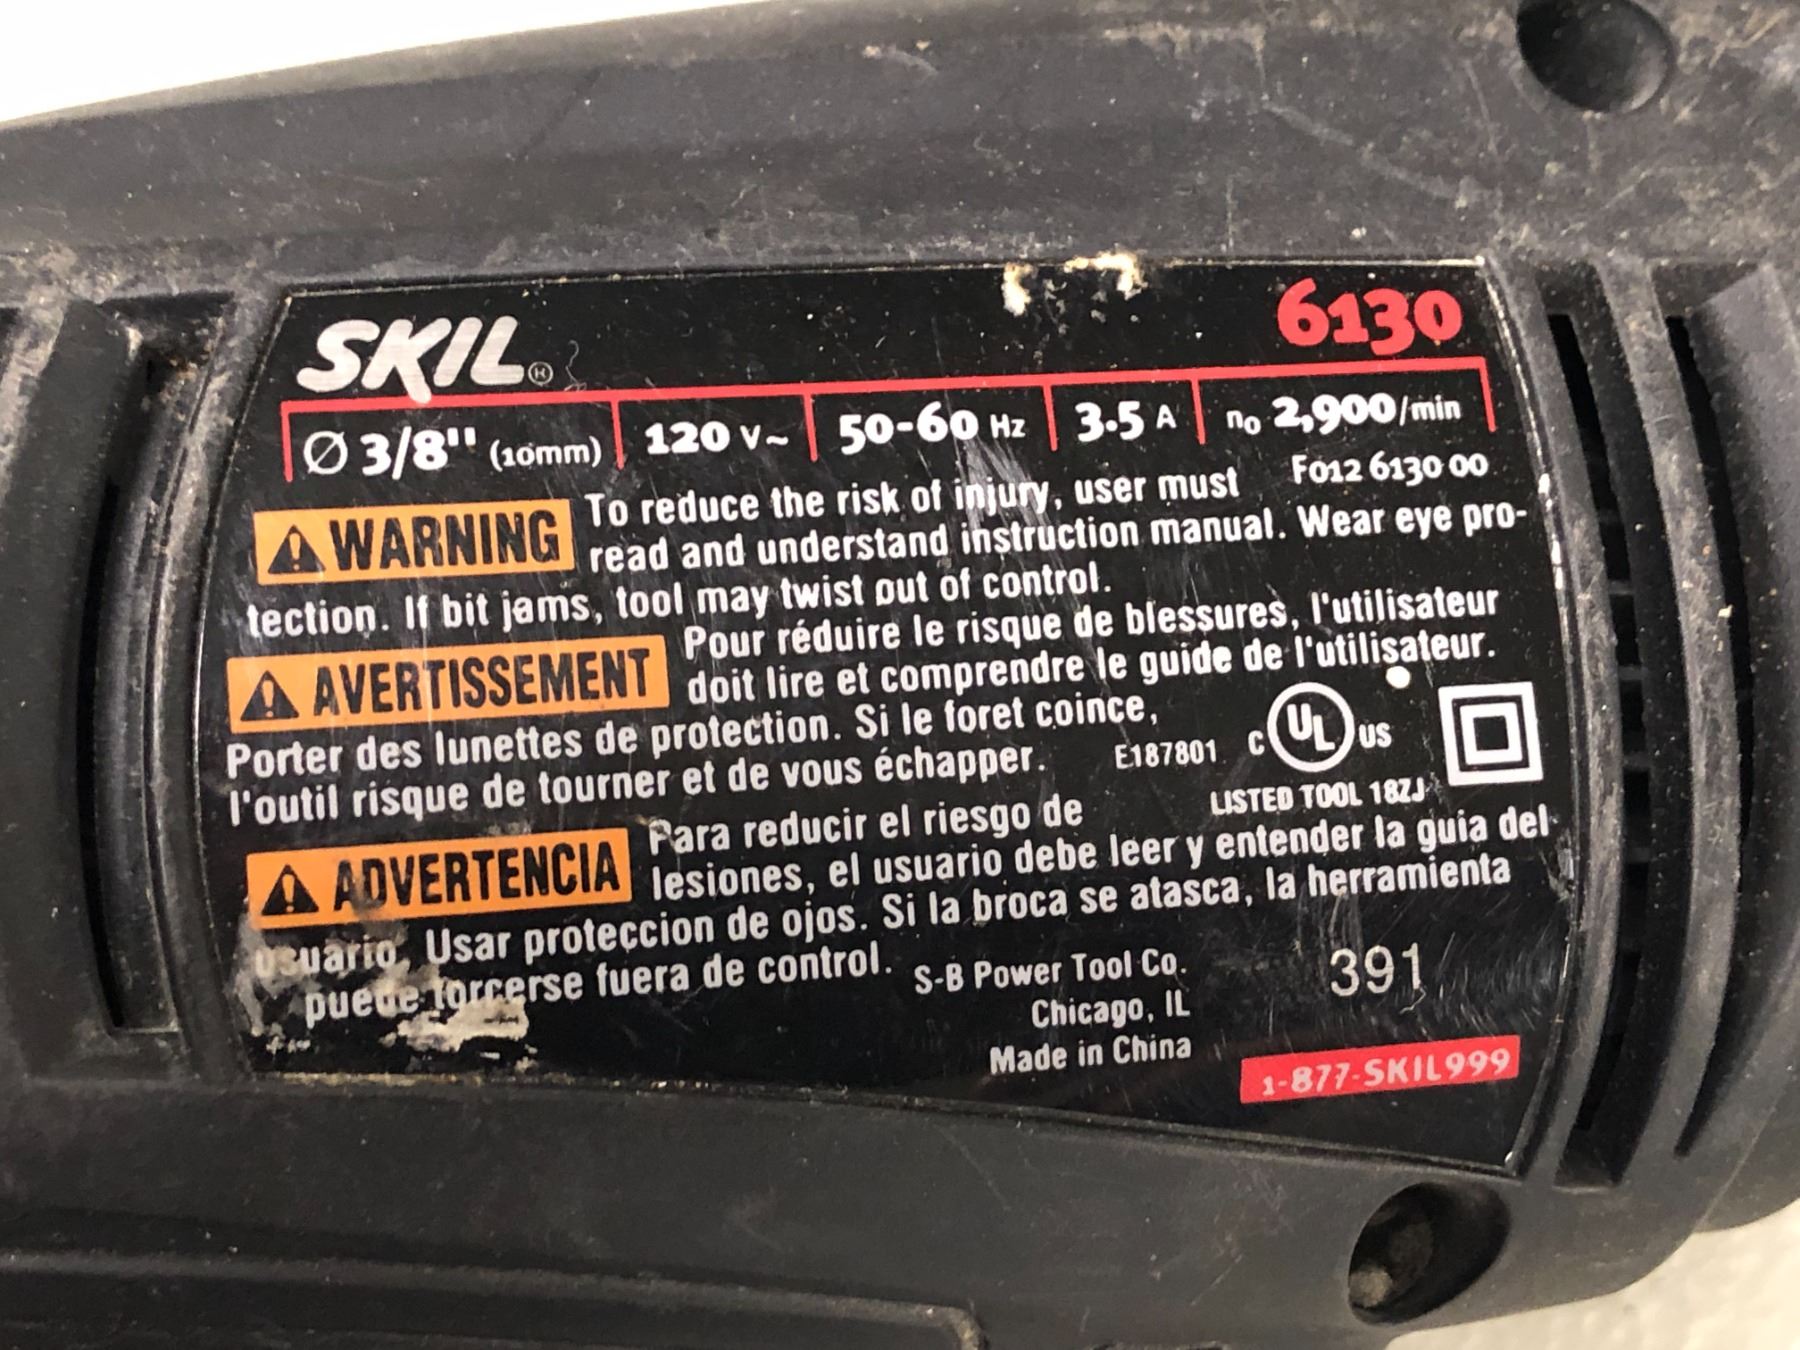 SKIL®
6130
Ø 3/8" (10mm) 120 V~ 50-60 Hz 3.5 A n₀ 2,900/min
F012 6130 00
WARNING To reduce the risk of injury, user must
read and understand instruction manual. Wear eye pro-
tection. If bit jams, tool may twist out of control.
AVERTISSEMENT Pour réduire le risque de blessures, l'utilisateur
doit lire et comprendre le guide de l'utilisateur.
Porter des lunettes de protection. Si le foret coince,
l'outil risque de tourner et de vous échapper.
E187801 C UL US
LISTED TOOL 18ZJ
ADVERTENCIA Para reducir el riesgo de
lesiones, el usuario debe leer y entender la guia del
usuario. Usar proteccion de ojos. Si la broca se atasca, la herramienta
puede torcerse fuera de control.
S-B Power Tool Co.
Chicago, IL
Made in China
391
1-877-SKIL999